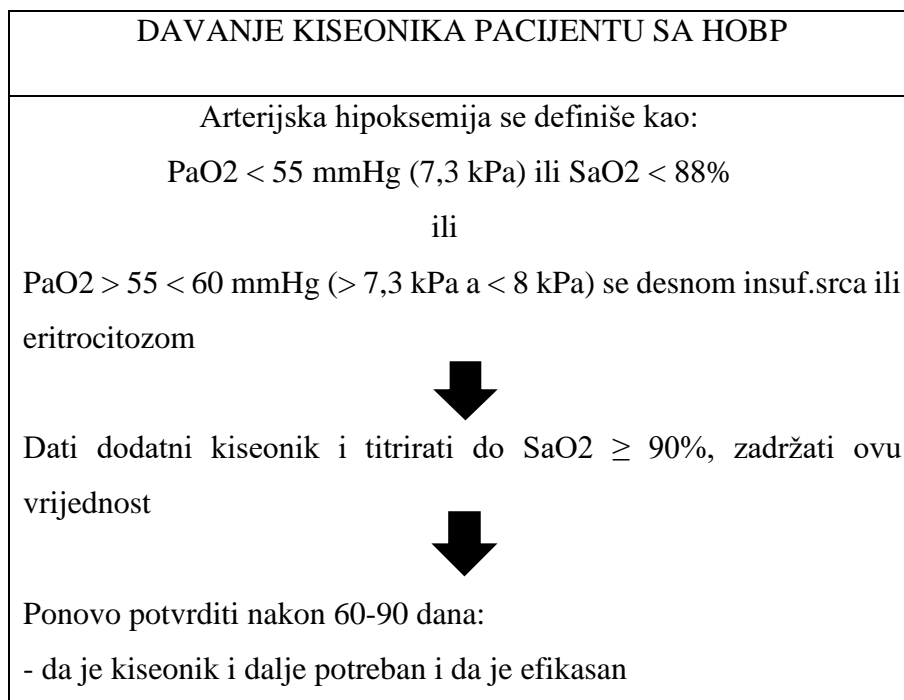 DAVANJE KISEONIKA PACIJENTU SA HOBP
Arterijska hipoksemija se definiše kao:
PaO2 < 55 mmHg (7,3 kPa) ili SaO2 < 88%
ili
PaO2 > 55 < 60 mmHg (> 7,3 kPa a < 8 kPa) se desnom insuf.srca ili
eritrocitozom
Dati dodatni kiseonik i titrirati do SaO2 ≥ 90%, zadržati ovu
vrijednost
Ponovo potvrditi nakon 60-90 dana:
- da je kiseonik i dalje potreban i da je efikasan